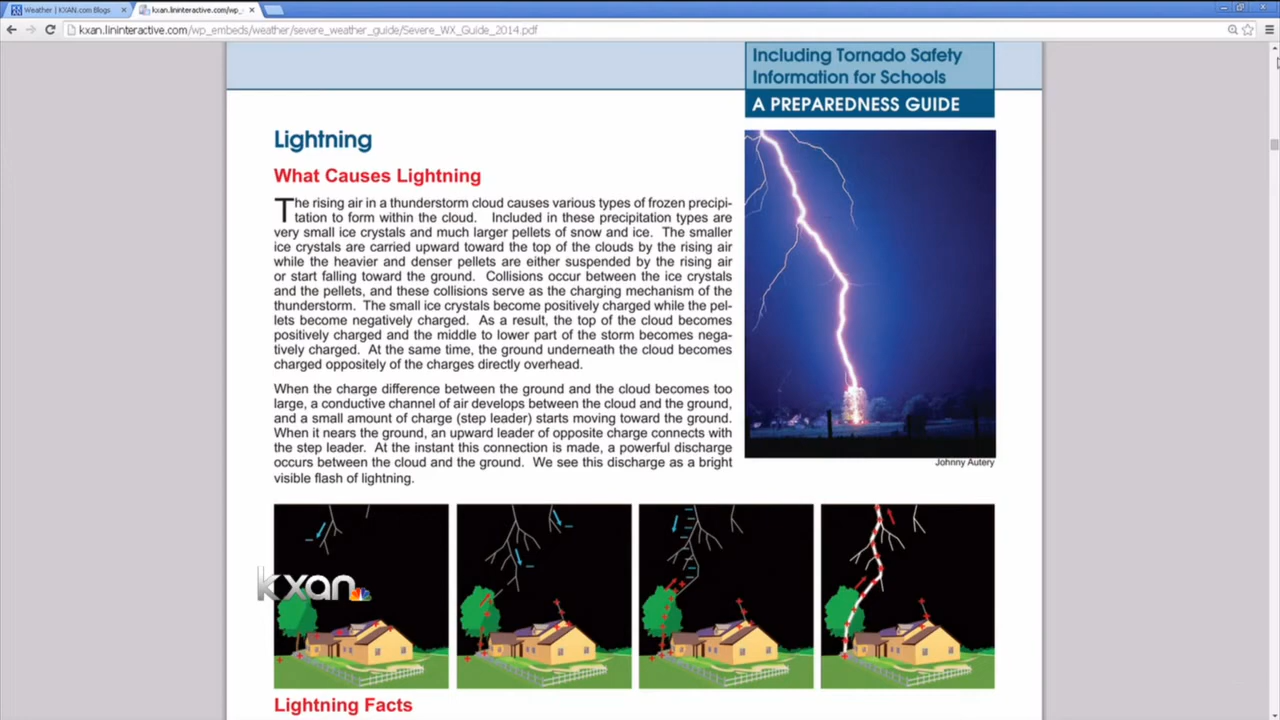 Weather | KXAN.com Blogs
kxan.lininteractive.com/wp_
kxan.lininteractive.com/wp_embeds/weather/severe_weather_guide/Severe_WX_Guide_2014.pdf
Including Tornado Safety
Information for Schools
A PREPAREDNESS GUIDE
Lightning
What Causes Lightning
The rising air in a thunderstorm cloud causes various types of frozen precipi-
tation to form within the cloud. Included in these precipitation types are
very small ice crystals and much larger pellets of snow and ice. The smaller
ice crystals are carried upward toward the top of the clouds by the rising air
while the heavier and denser pellets are either suspended by the rising air
or start falling toward the ground. Collisions occur between the ice crystals
and the pellets, and these collisions serve as the charging mechanism of the
thunderstorm. The small ice crystals become positively charged while the pel-
lets become negatively charged. As a result, the top of the cloud becomes
positively charged and the middle to lower part of the storm becomes nega-
tively charged. At the same time, the ground underneath the cloud becomes
charged oppositely of the charges directly overhead.
When the charge difference between the ground and the cloud becomes too
large, a conductive channel of air develops between the cloud and the ground,
and a small amount of charge (step leader) starts moving toward the ground.
When it nears the ground, an upward leader of opposite charge connects with
the step leader. At the instant this connection is made, a powerful discharge
occurs between the cloud and the ground. We see this discharge as a bright
visible flash of lightning.
Johnny Autery
kxan
Lightning Facts